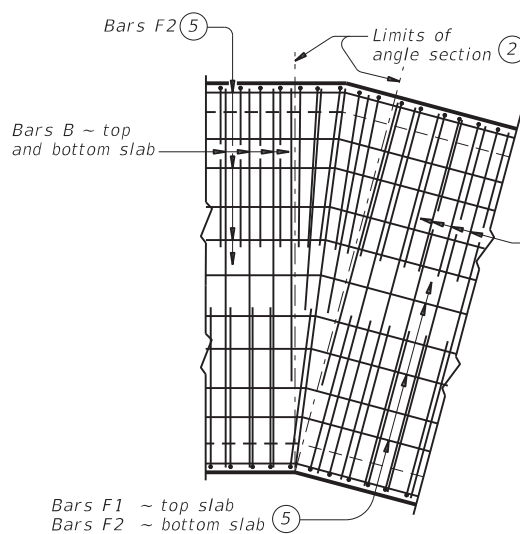 Bars F2 5
Limits of
angle section 2
Bars B ~ top
and bottom slab
Bars F1 ~ top slab
Bars F2 ~ bottom slab 5